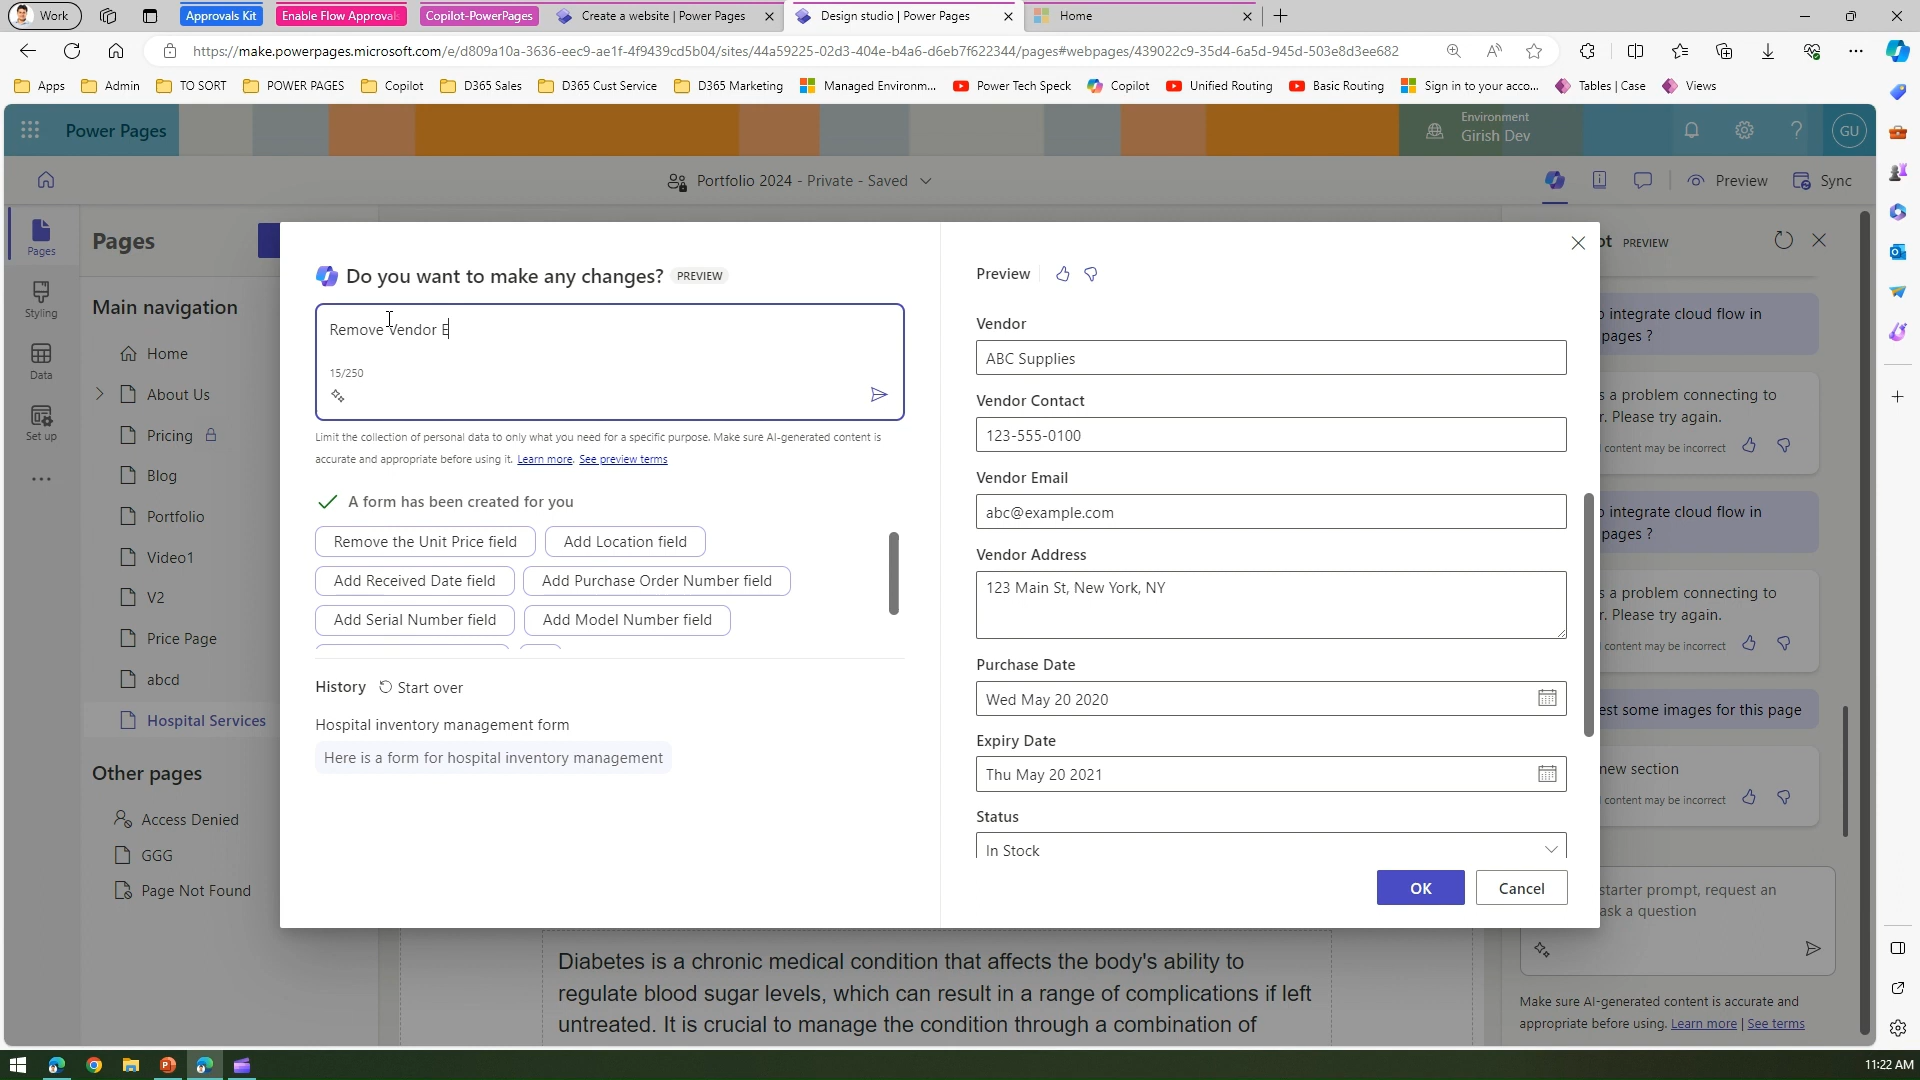 Work
Approvals Kit
Enable Flow Approvals
Copilot-PowerPages
Create a website | Power Pages
Design studio | Power Pages
Home
https://make.powerpages.microsoft.com/e/d809a10a-3636-eec9-ae1f-4f9439cd5b04/sites/44a59225-02d3-404e-b4a6-d6eb7f622344/pages#webpages/439022c9-35d4-6a5d-945d-503e8d3ee682
Apps
Admin
TO SORT
POWER PAGES
Copilot
D365 Sales
D365 Cust Service
D365 Marketing
Managed Environm...
Power Tech Speck
Copilot
Unified Routing
Basic Routing
Sign in to your acco...
Tables | Case
Views
Power Pages
Environment
Girish Dev
GU
Portfolio 2024 - Private - Saved
Preview
Sync
Pages
Styling
Data
Set up
Pages
Main navigation
Home
About Us
Pricing
Blog
Portfolio
Video1
V2
Price Page
abcd
Hospital Services
Other pages
Access Denied
GGG
Page Not Found
Do you want to make any changes? PREVIEW
Remove Vendor E
15/250
Limit the collection of personal data to only what you need for a specific purpose. Make sure AI-generated content is
accurate and appropriate before using it. Learn more. See preview terms
A form has been created for you
Remove the Unit Price field
Add Location field
Add Received Date field
Add Purchase Order Number field
Add Serial Number field
Add Model Number field
History
Start over
Hospital inventory management form
Here is a form for hospital inventory management
Preview
Vendor
ABC Supplies
Vendor Contact
123-555-0100
Vendor Email
abc@example.com
Vendor Address
123 Main St, New York, NY
Purchase Date
Wed May 20 2020
Expiry Date
Thu May 20 2021
Status
In Stock
OK
Cancel
ot PREVIEW
o integrate cloud flow in
pages ?
s a problem connecting to
r. Please try again.
content may be incorrect
o integrate cloud flow in
pages ?
s a problem connecting to
r. Please try again.
content may be incorrect
est some images for this page
new section
content may be incorrect
starter prompt, request an
ask a question
Make sure AI-generated content is accurate and
appropriate before using. Learn more | See terms
Diabetes is a chronic medical condition that affects the body's ability to
regulate blood sugar levels, which can result in a range of complications if left
untreated. It is crucial to manage the condition through a combination of
11:22 AM